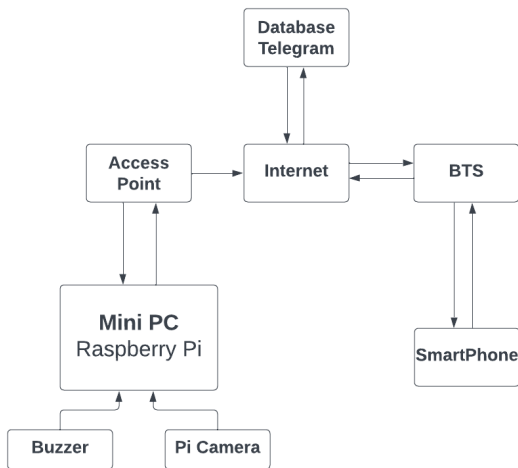 Database
Telegram
Access
Point
Internet
BTS
Mini PC
Raspberry Pi
SmartPhone
Buzzer
Pi Camera